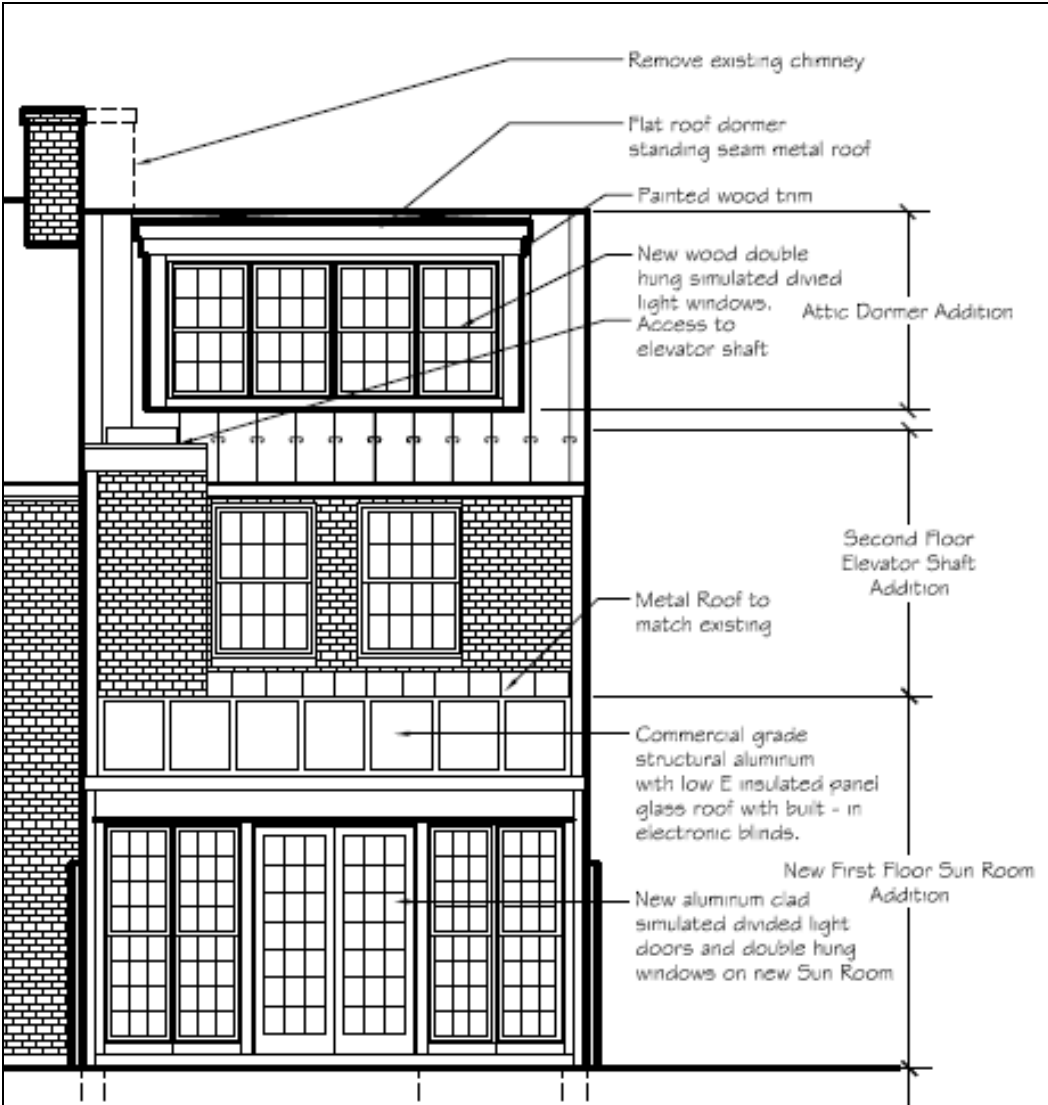 Remove existing chimney
Flat roof dormer
standing seam metal roof
Painted wood trim
New wood double
hung simulated divied
light windows.
Access to
elevator shaft
Attic Dormer Addition
Second Floor
Elevator Shaft
Addition
Metal Roof to
match existing
Commercial grade
structural aluminum
with low E insulated panel
glass roof with built - in
electronic blinds.
New First Floor Sun Room
Addition
New aluminum clad
simulated divided light
doors and double hung
windows on new Sun Room